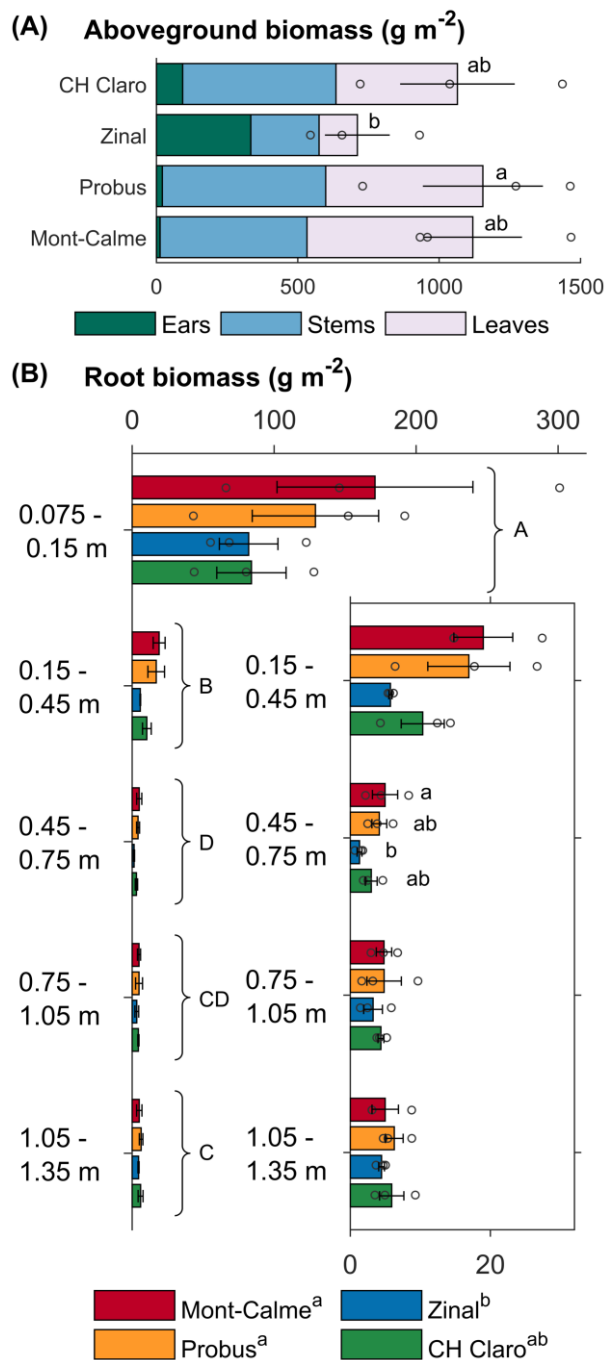 (A) Aboveground biomass (g m⁻²)
CH Claro ab
Zinal b
Probus a
Mont-Calme ab
0 500 1000 1500
Ears Stems Leaves
(B) Root biomass (g m⁻²)
0 100 200 300
0.075 -
0.15 m
A
0.15 -
0.45 m
B
0.15 -
0.45 m
0.45 -
0.75 m
D
0.45 -
0.75 m
a
ab
b
ab
0.75 -
1.05 m
CD
0.75 -
1.05 m
1.05 -
1.35 m
C
1.05 -
1.35 m
0 20
Mont-Calmeᵃ Zinalᵇ
Probusᵃ CH Claroᵃᵇ